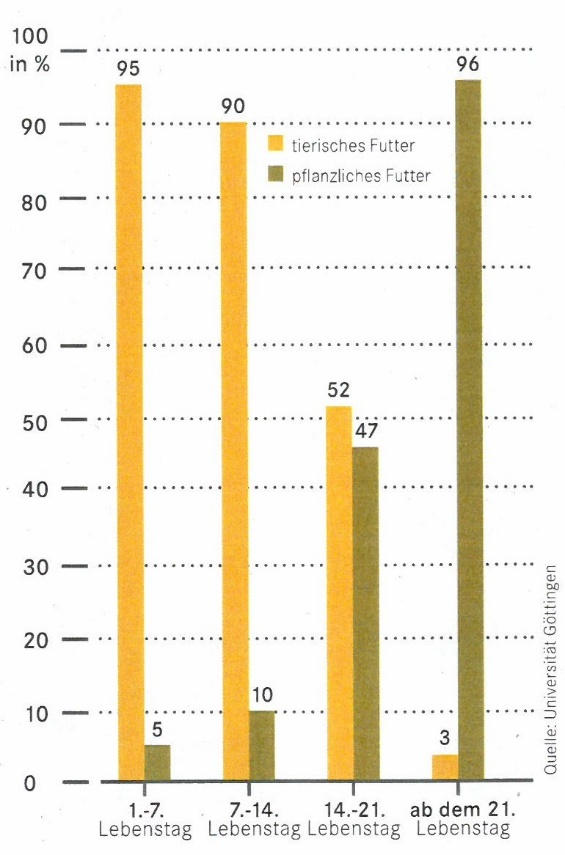 100
in %
95
96
90
90
tierisches Futter
pflanzliches Futter
80
70
60
52
50
47
40
30
20
10
10
5
3
0
1.-7.
Lebenstag
7.-14.
Lebenstag
14.-21.
Lebenstag
ab dem 21.
Lebenstag
Quelle: Universität Göttingen